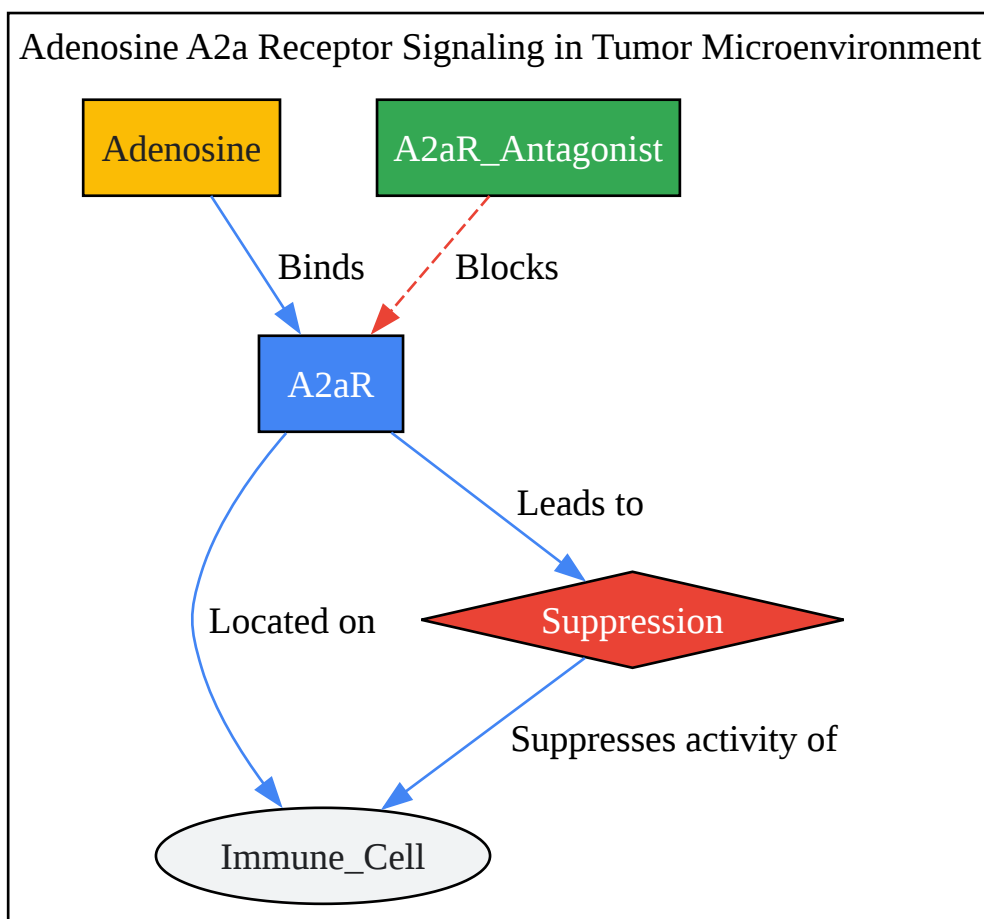 Adenosine A2a Receptor Signaling in Tumor Microenvironment
Adenosine
A2aR_Antagonist
Binds
Blocks
A2aR
Leads to
Located on
Suppression
Suppresses activity of
Immune_Cell